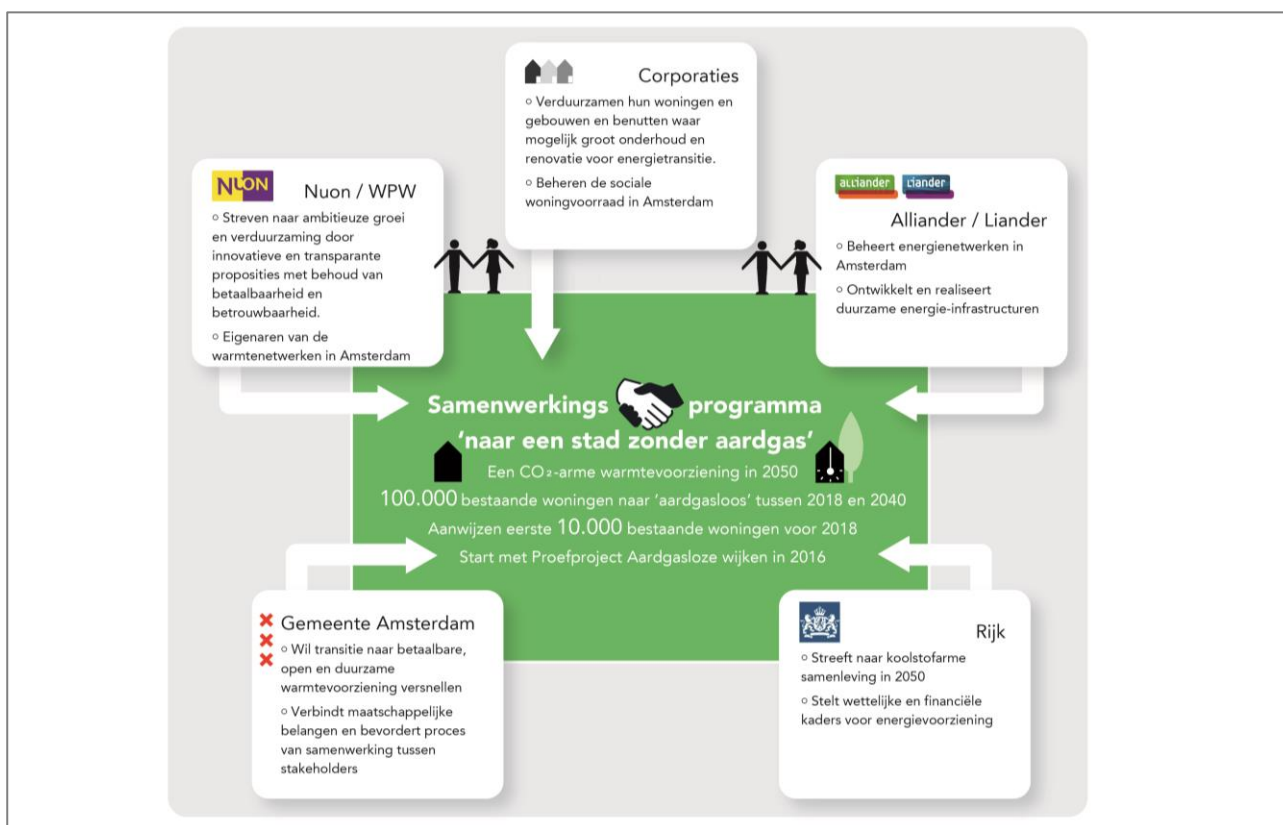 Corporaties
○ Verduurzamen hun woningen en
gebouwen en benutten waar
mogelijk groot onderhoud en
renovatie voor energietransitie.
○ Beheren de sociale
woningvoorraad in Amsterdam
NUON
Nuon / WPW
○ Streven naar ambitieuze groei
en verduurzaming door
innovatieve en transparante
proposities met behoud van
betaalbaarheid en
betrouwbaarheid.
○ Eigenaren van de
warmtenetwerken in Amsterdam
alliander liander
Alliander / Liander
○ Beheert energienetwerken in
Amsterdam
○ Ontwikkelt en realiseert
duurzame energie-infrastructuren
Samenwerkings programma
‘naar een stad zonder aardgas’
Een CO₂-arme warmtevoorziening in 2050
100.000 bestaande woningen naar ‘aardgasloos’ tussen 2018 en 2040
Aanwijzen eerste 10.000 bestaande woningen voor 2018
Start met Proefproject Aardgasloze wijken in 2016
Gemeente Amsterdam
○ Wil transitie naar betaalbare,
open en duurzame
warmtevoorziening versnellen
○ Verbindt maatschappelijke
belangen en bevordert proces
van samenwerking tussen
stakeholders
Rijk
○ Streeft naar koolstofarme
samenleving in 2050
○ Stelt wettelijke en financiële
kaders voor energievoorziening